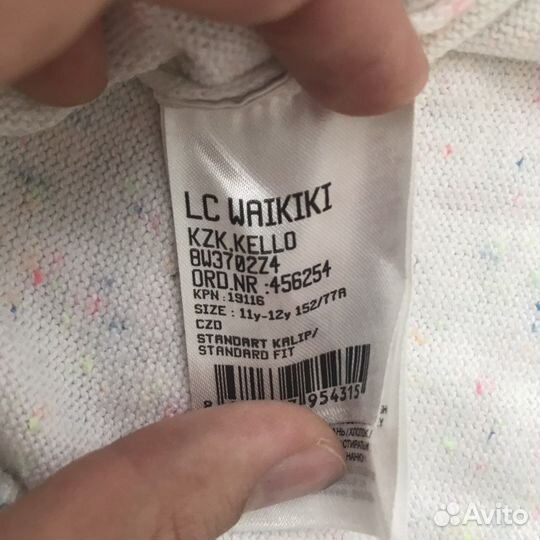 LC WAIKIKI
KZK.KELLO
8W3702Z4
ORD.NR :456254
KPN : 19116
SIZE : 11y-12y 152/77A
CZD
STANDART KALIP/
STANDARD FIT
954315
Avito